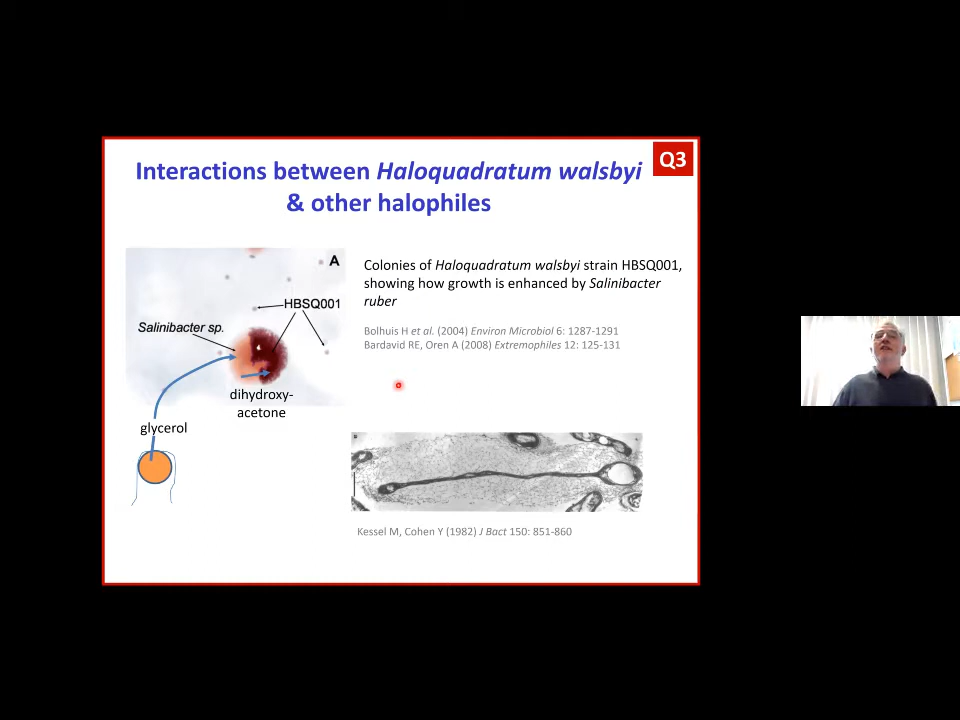 Q3
Interactions between Haloquadratum walsbyi
& other halophiles
A
HBSQ001
Salinibacter sp.
dihydroxy-
acetone
glycerol
Colonies of Haloquadratum walsbyi strain HBSQ001,
showing how growth is enhanced by Salinibacter
ruber
Bolhuis H et al. (2004) Environ Microbiol 6: 1287-1291
Bardavid RE, Oren A (2008) Extremophiles 12: 125-131
Kessel M, Cohen Y (1982) J Bact 150: 851-860